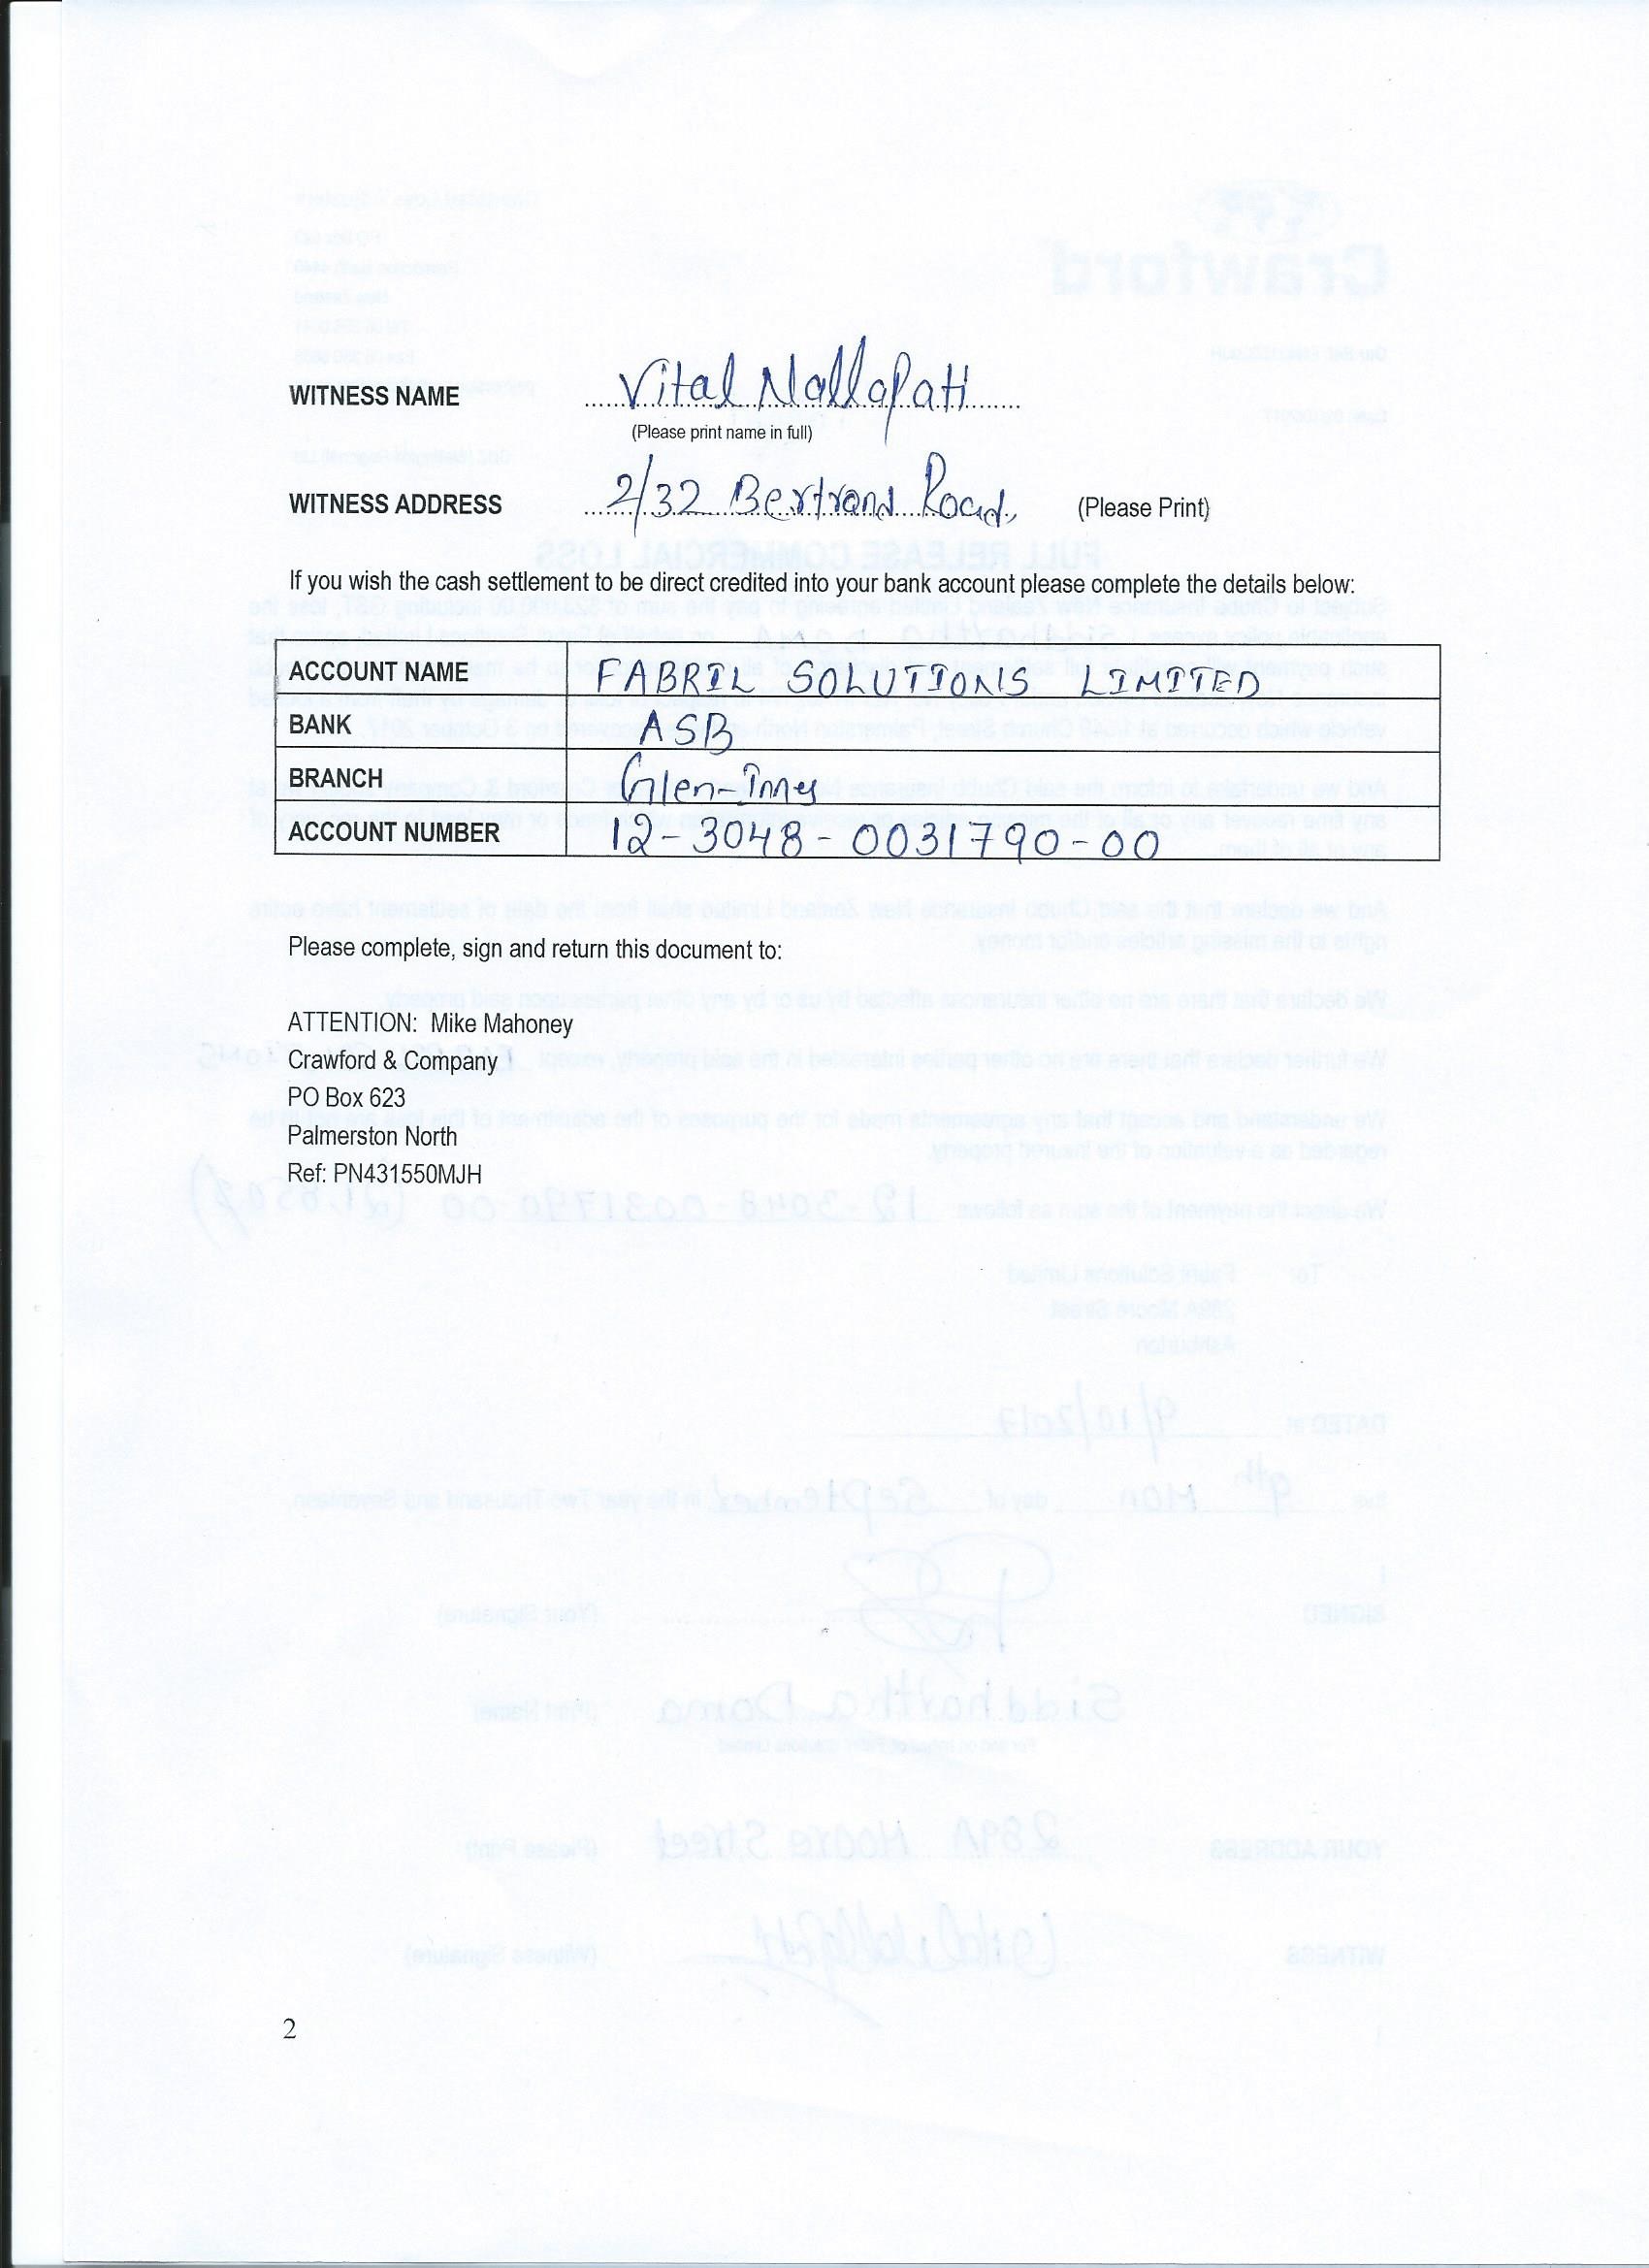 WITNESS NAME Vital Nallapati
(Please print name in full)
WITNESS ADDRESS 2/32 Bertrand Road, (Please Print)
If you wish the cash settlement to be direct credited into your bank account please complete the details below:
ACCOUNT NAME FABRIL SOLUTIONS LIMITED
BANK ASB
BRANCH Glen-Inny
ACCOUNT NUMBER 12-3048-0031790-00
Please complete, sign and return this document to:
ATTENTION: Mike Mahoney
Crawford & Company
PO Box 623
Palmerston North
Ref: PN431550MJH
2